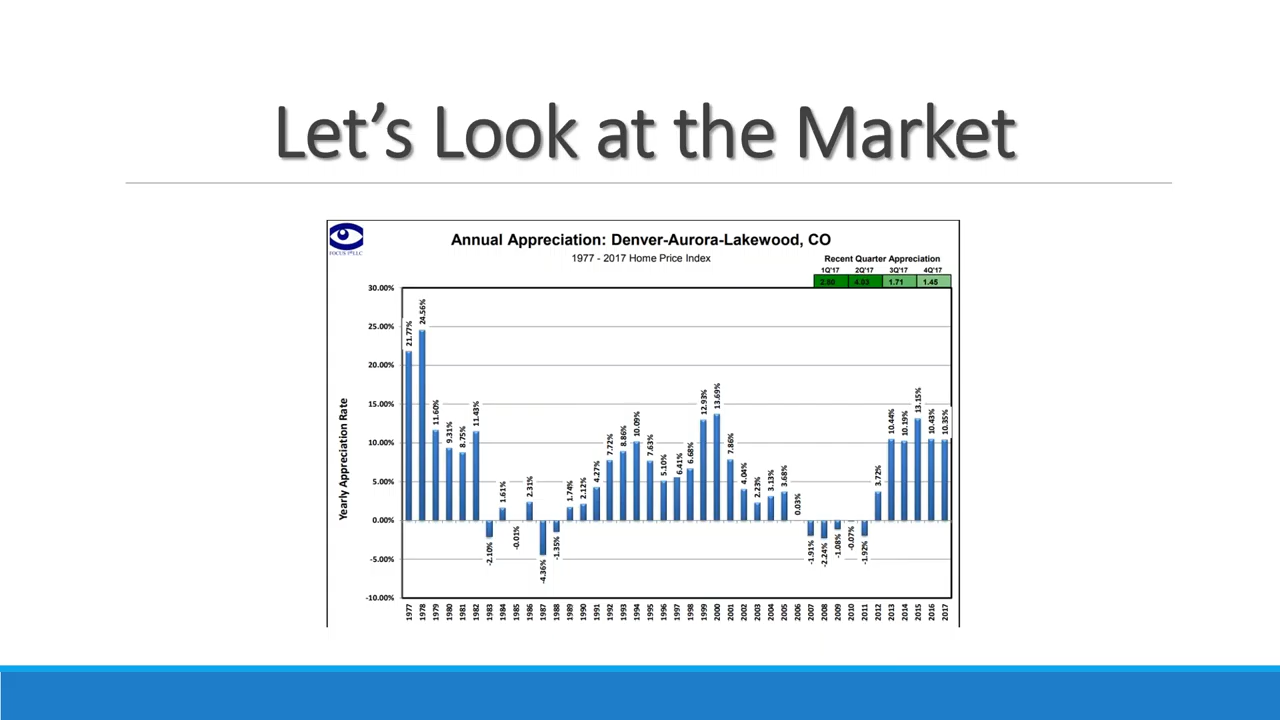 Let's Look at the Market
FOCUS 1st LLC
Annual Appreciation: Denver-Aurora-Lakewood, CO
1977 - 2017 Home Price Index
Recent Quarter Appreciation
1Q'17 2Q'17 3Q'17 4Q'17
1.71 1.45
Yearly Appreciation Rate
30.00%
25.00%
20.00%
15.00%
10.00%
5.00%
0.00%
-5.00%
-10.00%
21.77% 24.56% 11.60% 9.31% 8.75% 11.43% -2.10% 1.61% -0.01% 2.31% -4.36% -1.35% 1.74% 2.12% 4.27% 7.72% 8.86% 10.09% 7.63% 5.10% 6.41% 6.68% 12.93% 13.69% 7.86% 4.04% 2.23% 3.13% 3.68% 0.03% -1.91% -2.24% -1.08% -0.07% -1.92% 3.72% 10.44% 10.19% 13.15% 10.43% 10.35%
1977 1978 1979 1980 1981 1982 1983 1984 1985 1986 1987 1988 1989 1990 1991 1992 1993 1994 1995 1996 1997 1998 1999 2000 2001 2002 2003 2004 2005 2006 2007 2008 2009 2010 2011 2012 2013 2014 2015 2016 2017